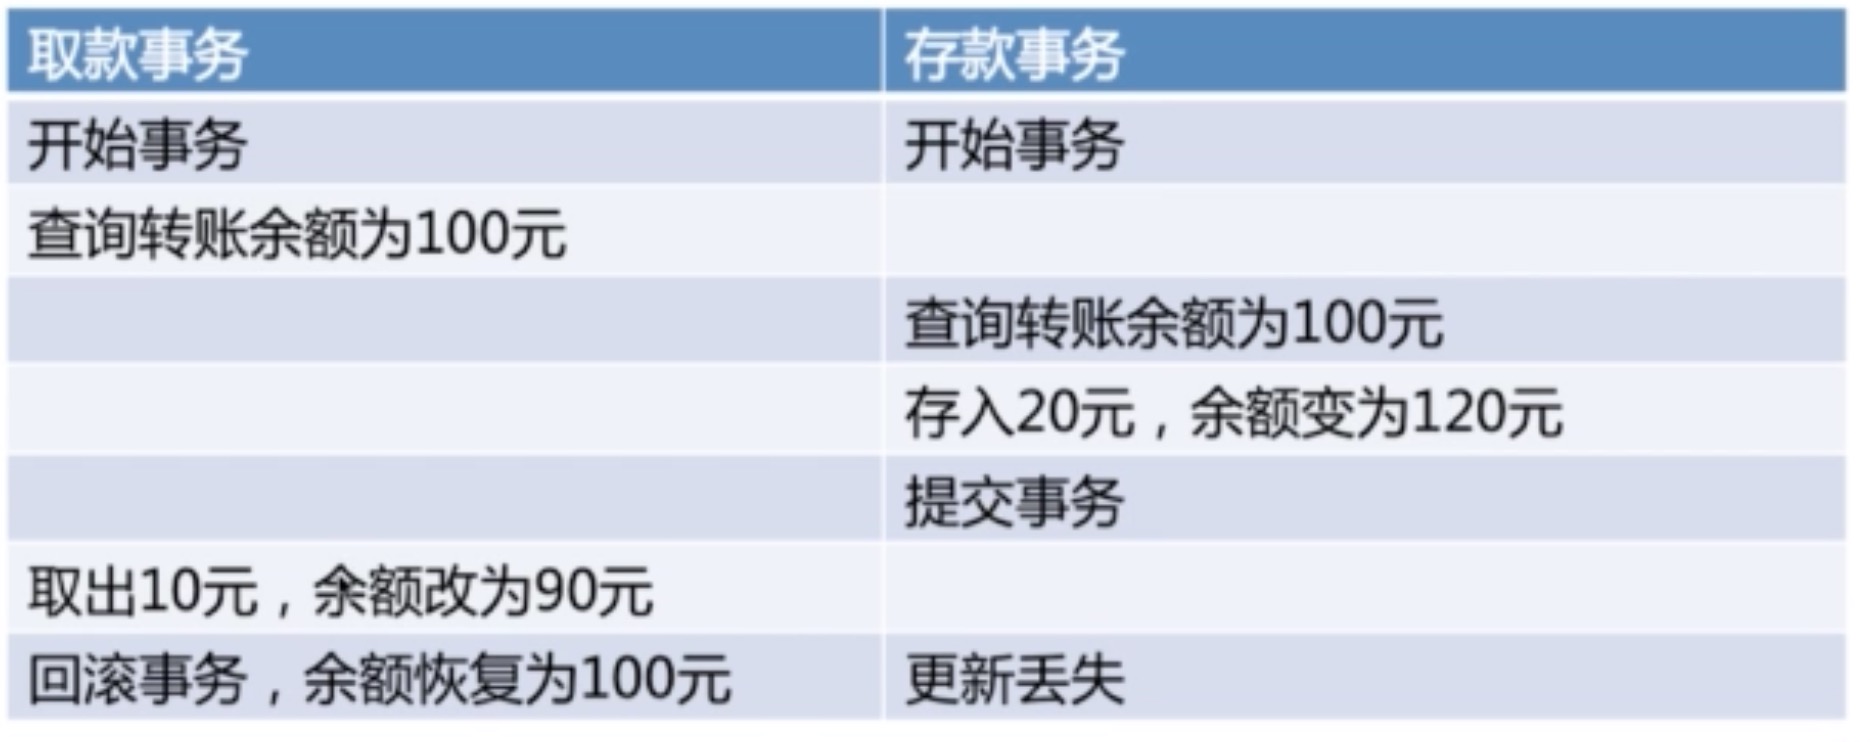 取款事务
存款事务
开始事务
开始事务
查询转账余额为100元
查询转账余额为100元
存入20元，余额变为120元
提交事务
取出10元，余额改为90元
回滚事务，余额恢复为100元
更新丢失